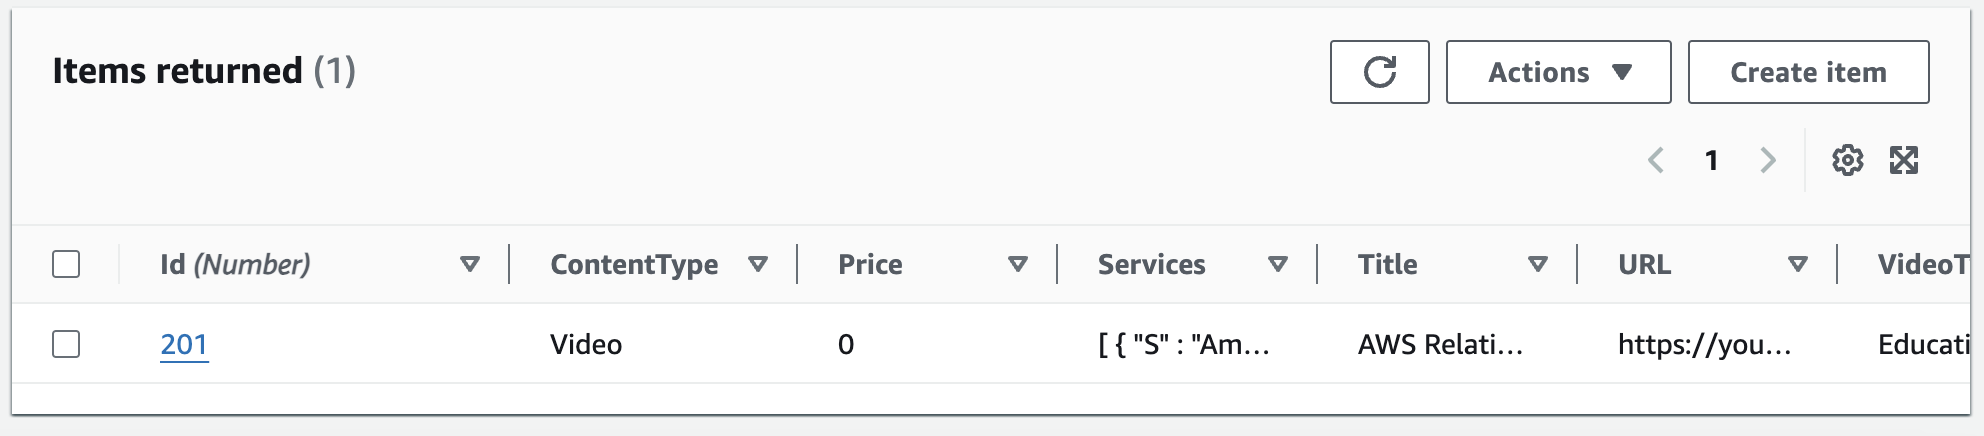 Items returned (1)
Actions
Create item
1
Id (Number) ContentType Price Services Title URL VideoT
201 Video 0 [ { "S" : "Am... AWS Relati... https://you... Educati